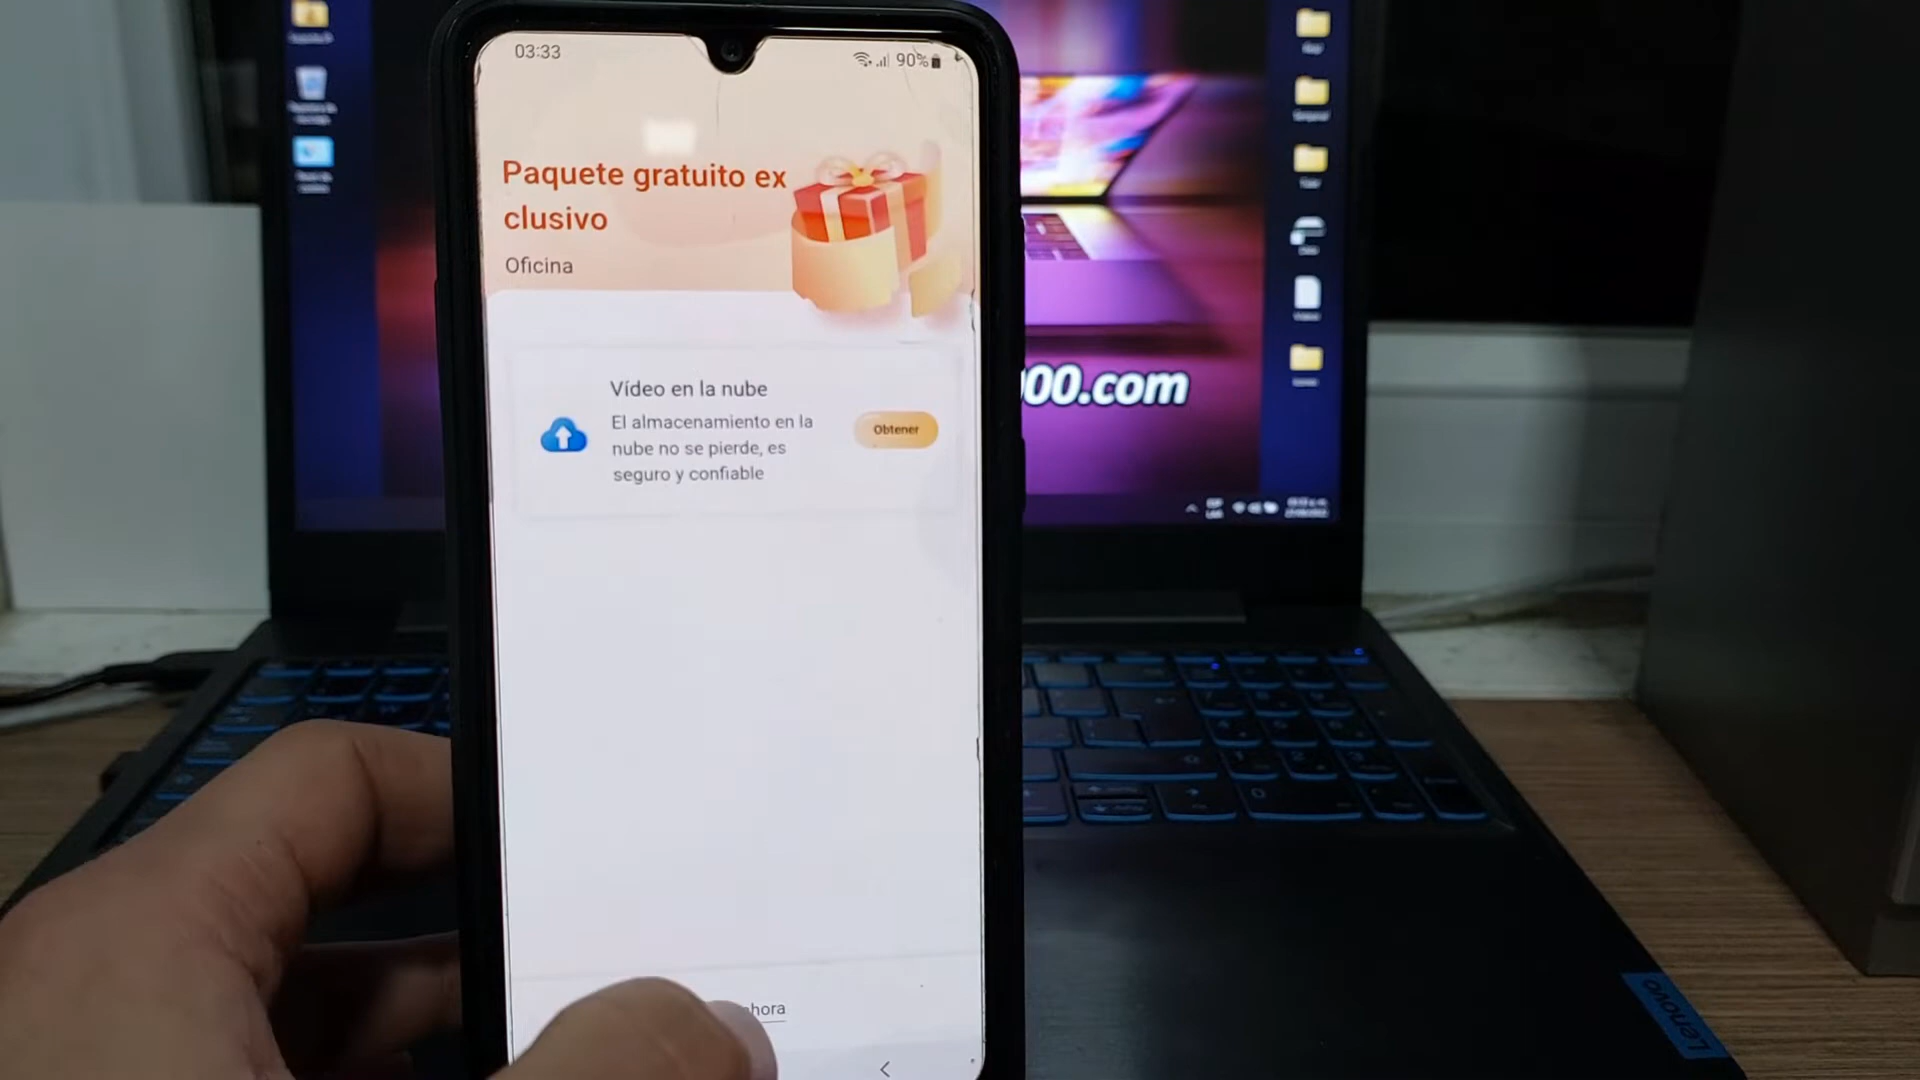 03:33
90%
Paquete gratuito ex
clusivo
Oficina
Vídeo en la nube
El almacenamiento en la
nube no se pierde, es
seguro y confiable
Obtener
00.com
Lenovo